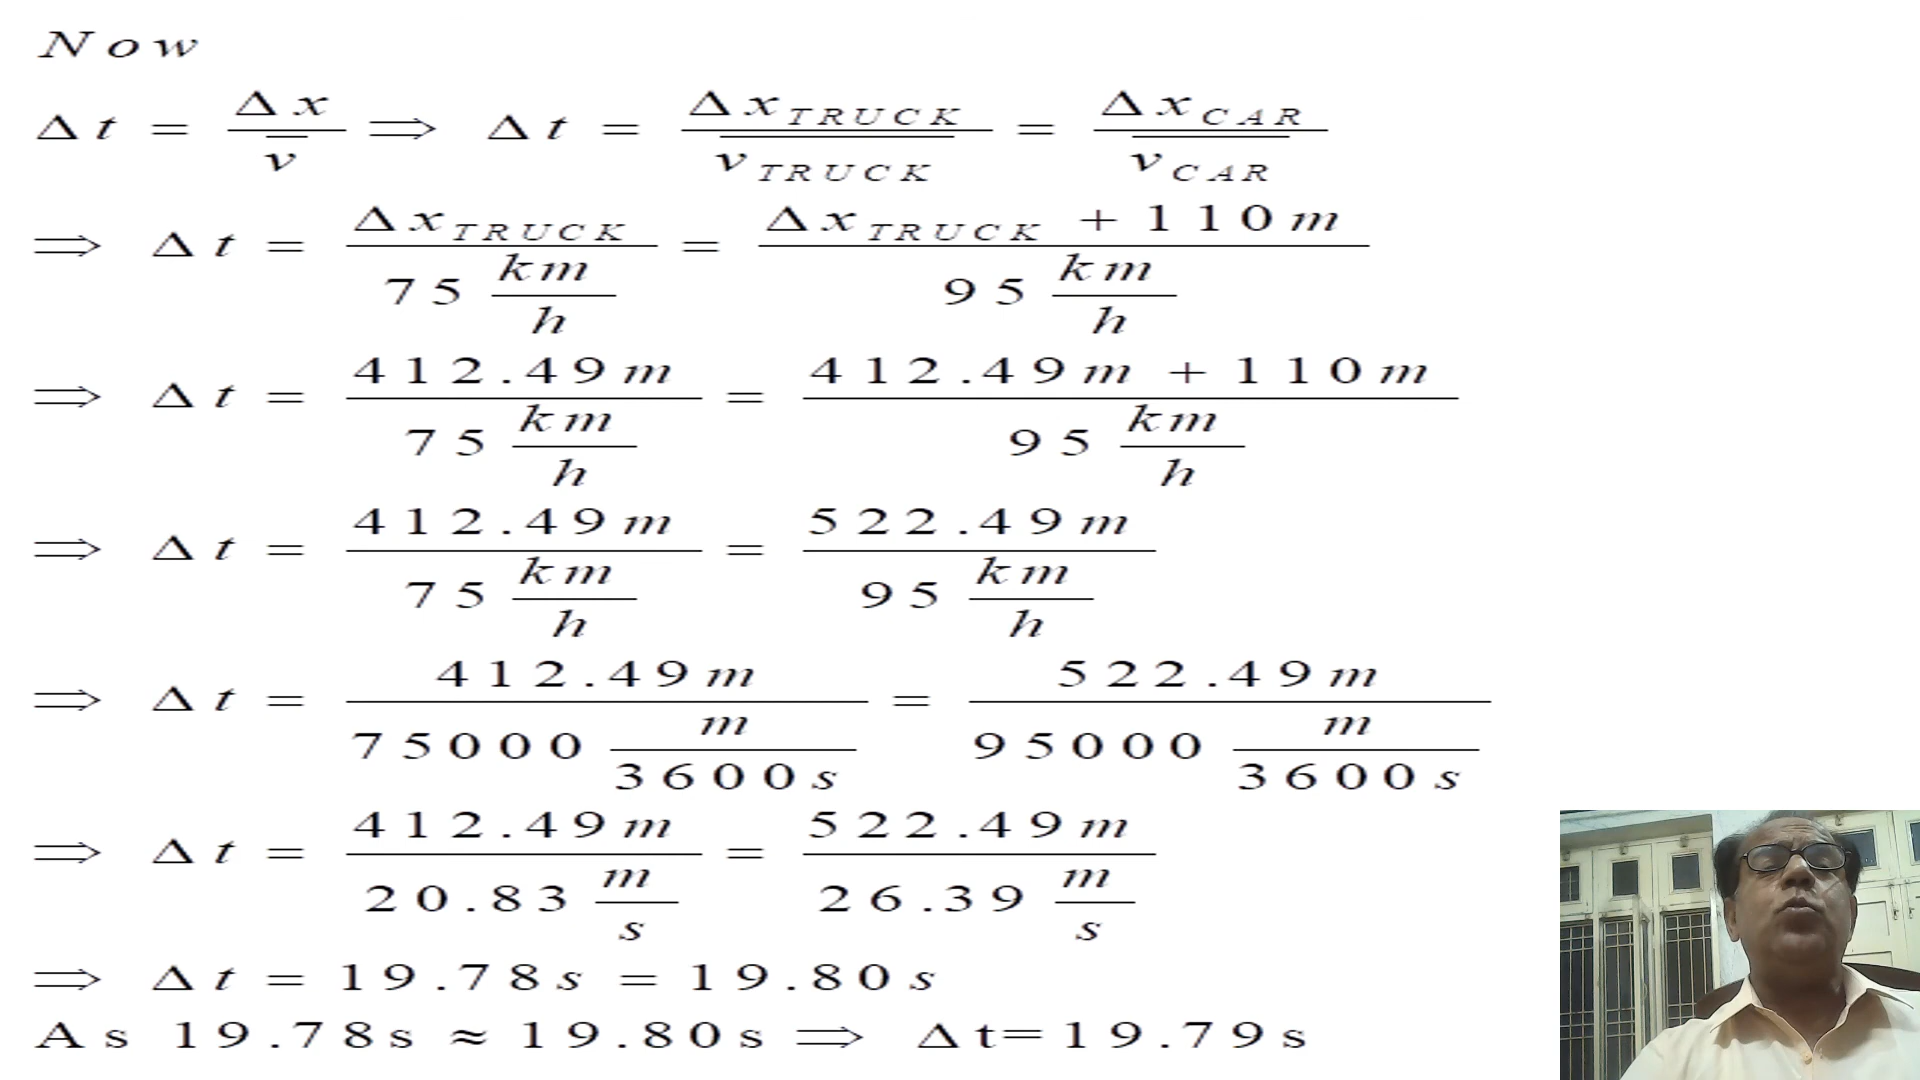 Now
Δt = Δx / v̅ ⟹ Δt = Δx_TRUCK / v̅_TRUCK = Δx_CAR / v̅_CAR
⟹ Δt = Δx_TRUCK / 75 km/h = Δx_TRUCK + 110m / 95 km/h
⟹ Δt = 412.49m / 75 km/h = 412.49m + 110m / 95 km/h
⟹ Δt = 412.49m / 75 km/h = 522.49m / 95 km/h
⟹ Δt = 412.49m / 75000 m/3600s = 522.49m / 95000 m/3600s
⟹ Δt = 412.49m / 20.83 m/s = 522.49m / 26.39 m/s
⟹ Δt = 19.78s = 19.80s
As 19.78s ≈ 19.80s ⟹ Δt=19.79s